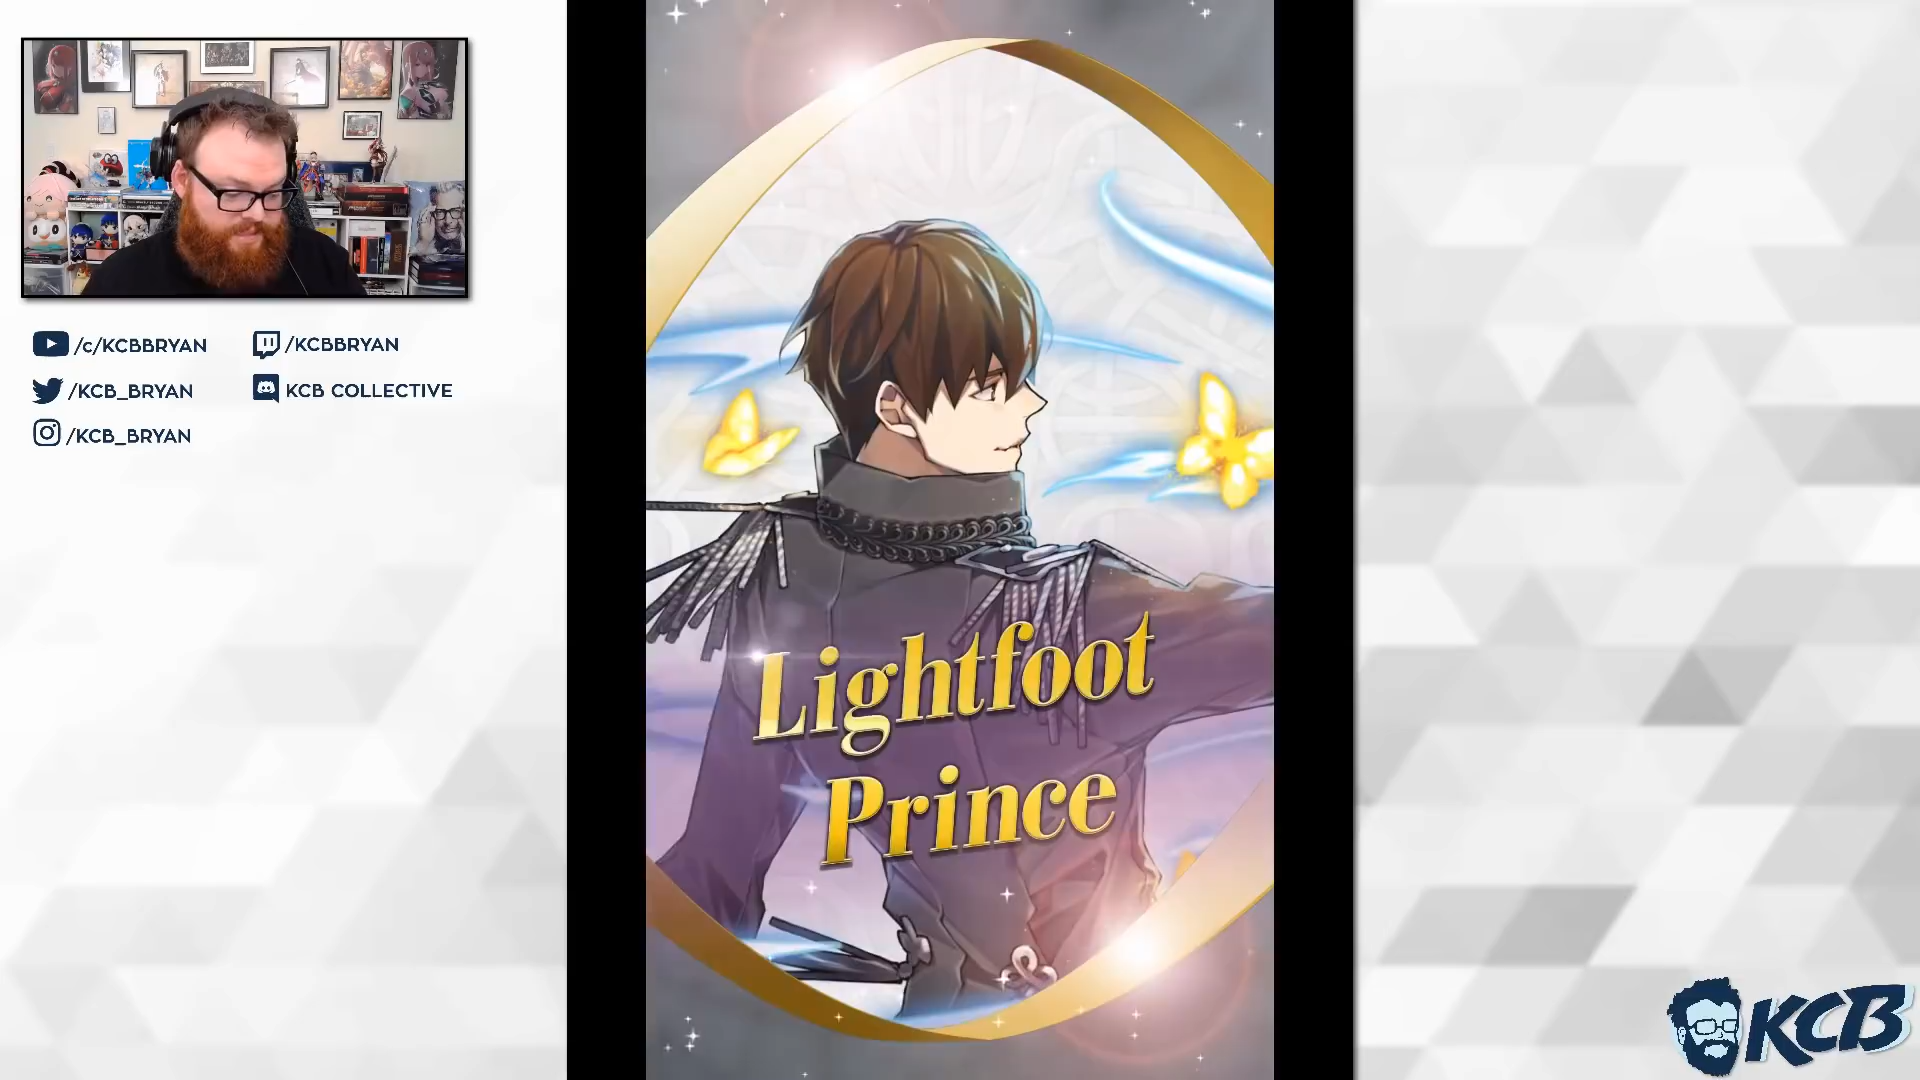 /c/KCBBRYAN
/KCBBRYAN
/KCB_BRYAN
KCB COLLECTIVE
/KCB_BRYAN
Lightfoot
Prince
KCB